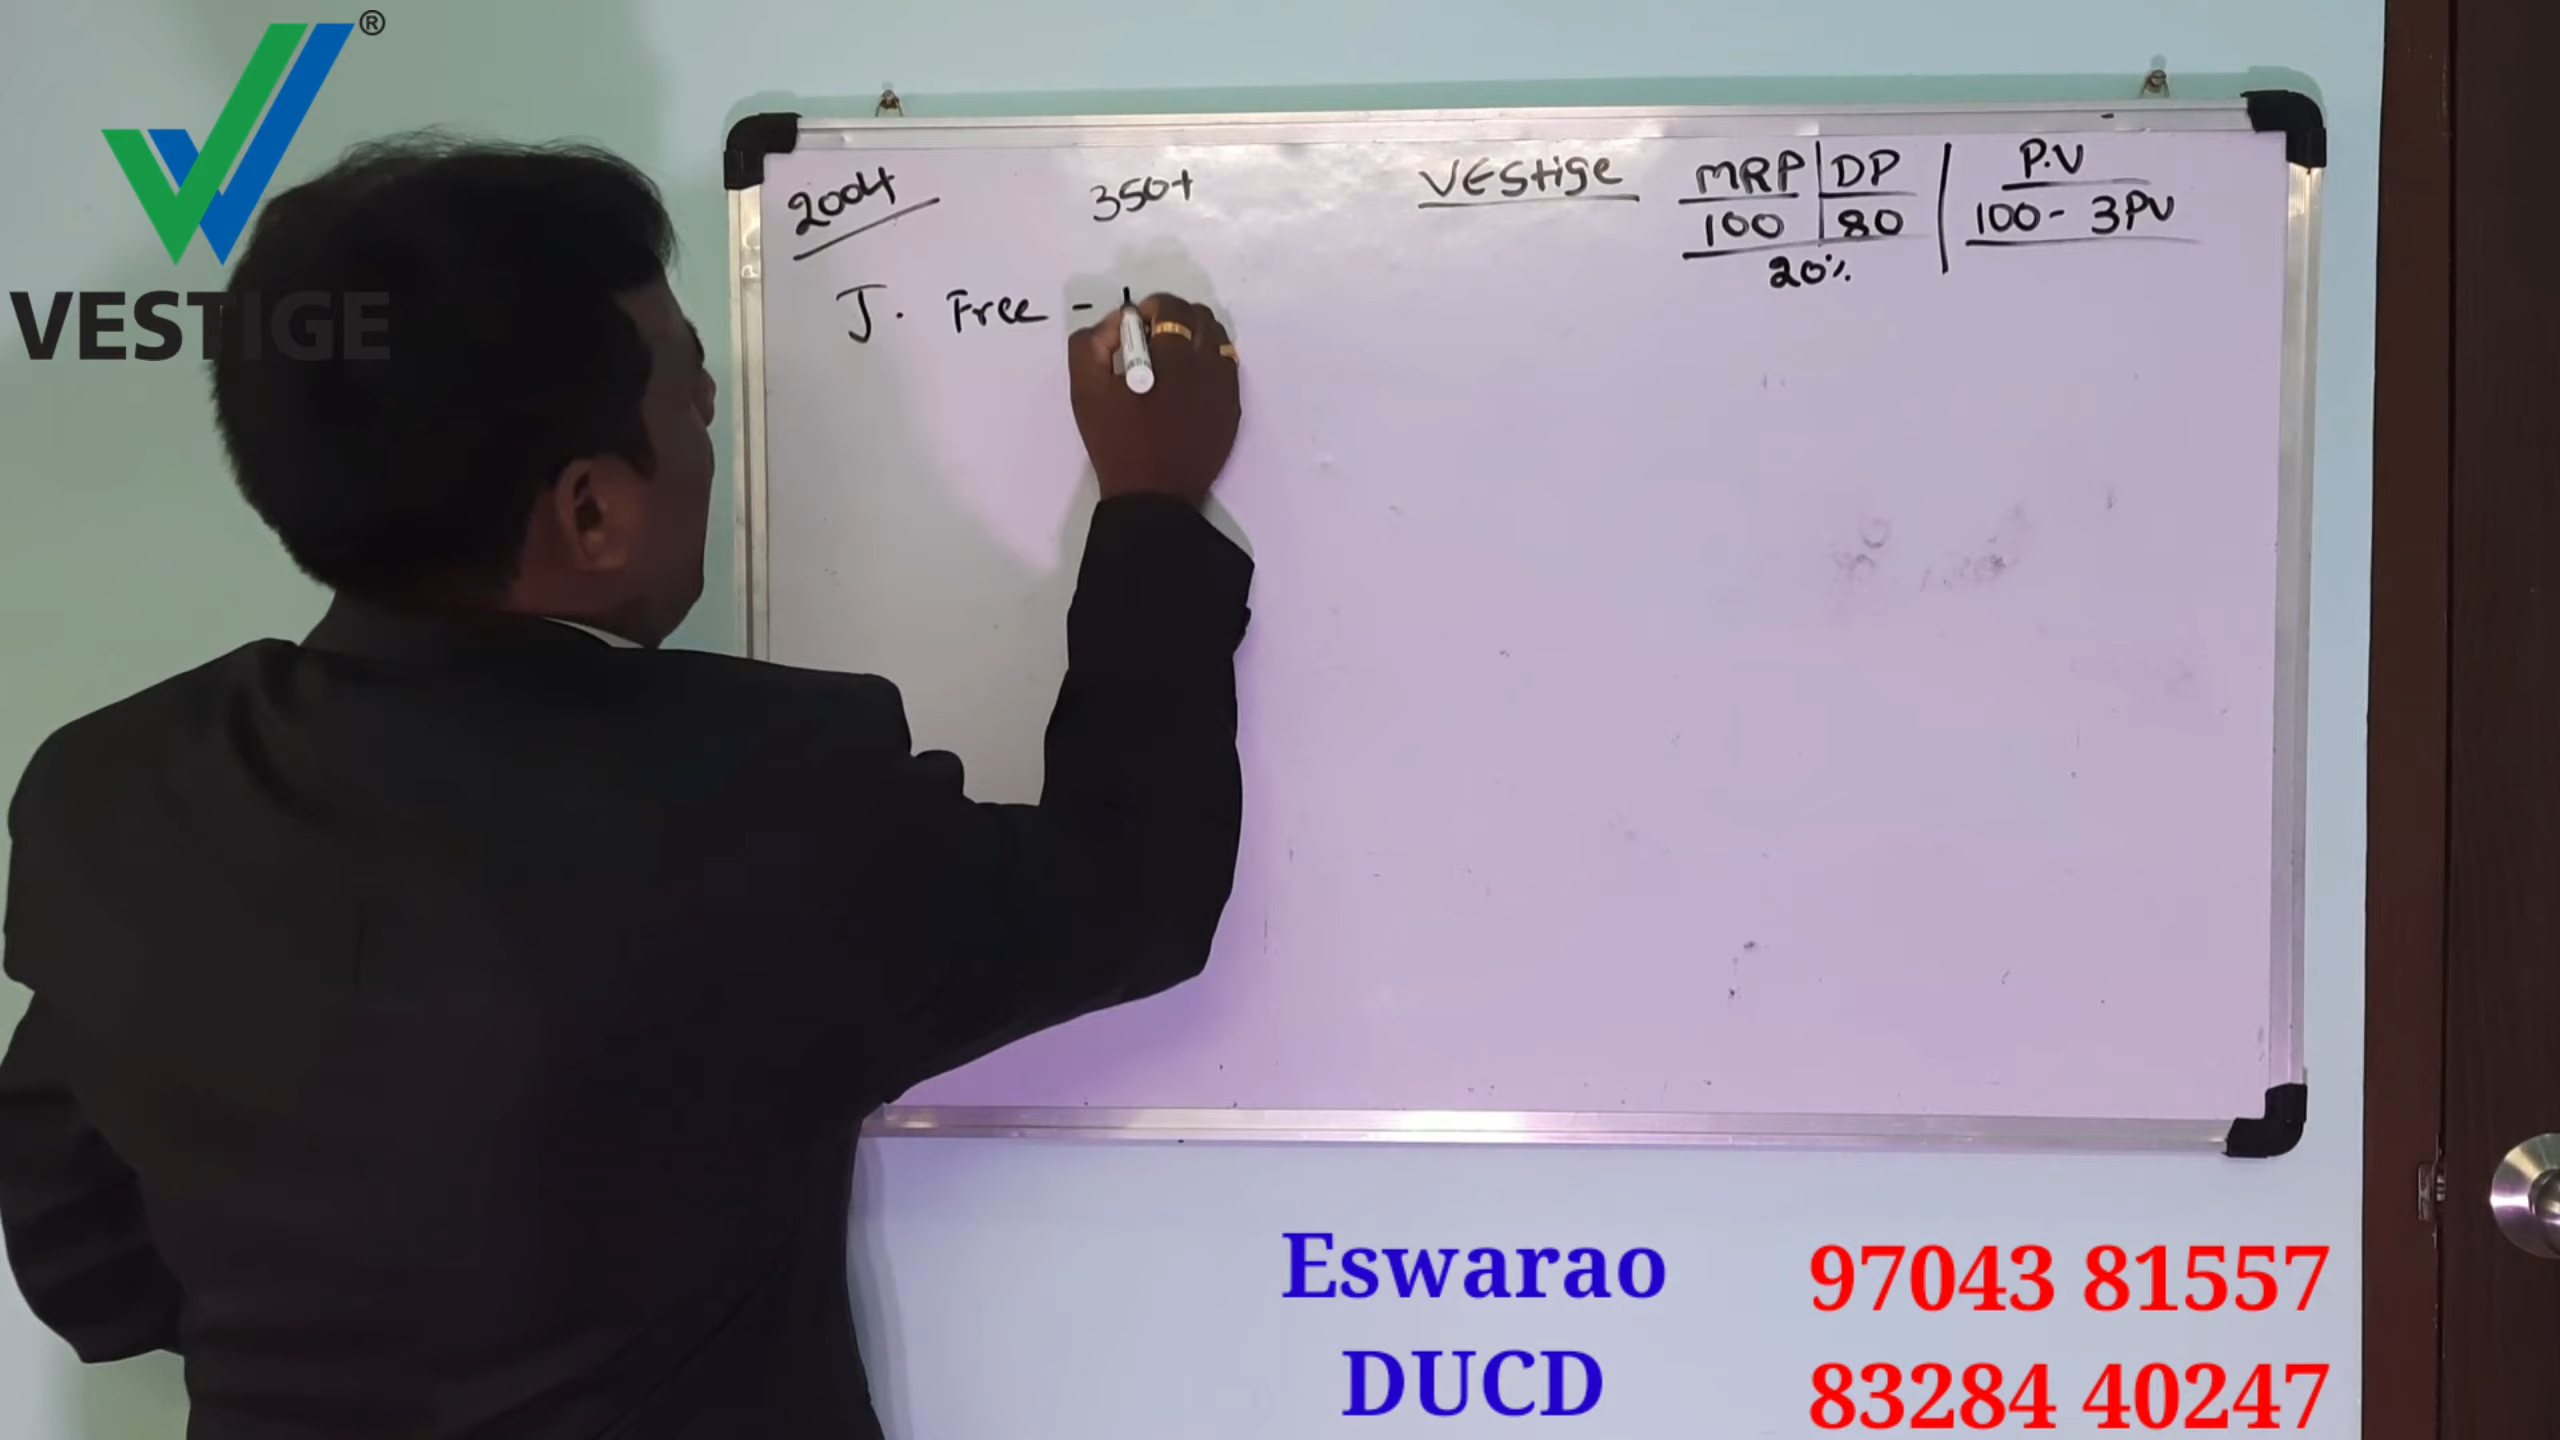 ®
VESTIGE
2004 350+ VEStige MRP DP P.V
100 80 100- 3PV
20%
J. Free -
Eswarao 97043 81557
DUCD 83284 40247